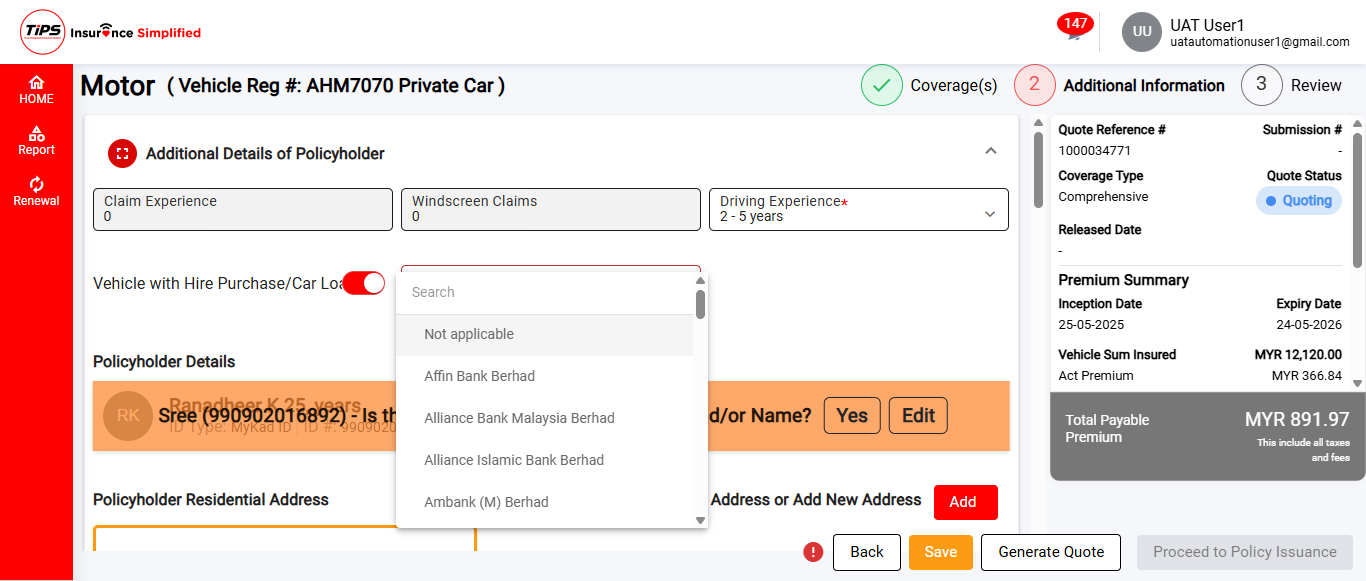 TiPS Insurance Simplified
147
UU
UAT User1
uatautomationuser1@gmail.com
HOME
Report
Renewal
Motor ( Vehicle Reg #: AHM7070 Private Car )
Coverage(s)
2 Additional Information
3 Review
Additional Details of Policyholder
Claim Experience
0
Windscreen Claims
0
Driving Experience*
2 - 5 years
Vehicle with Hire Purchase/Car Loa
Search
Not applicable
Affin Bank Berhad
Alliance Bank Malaysia Berhad
Alliance Islamic Bank Berhad
Ambank (M) Berhad
Policyholder Details
RK
Ranadheer K 25, years
Sree (990902016892) - Is th
d/or Name?
Yes
Edit
ID Type: MyKad ID | ID #: 990902
Policyholder Residential Address
Address or Add New Address
Add
Quote Reference #
Submission #
1000034771
-
Coverage Type
Quote Status
Comprehensive
Quoting
Released Date
-
Premium Summary
Inception Date
Expiry Date
25-05-2025
24-05-2026
Vehicle Sum Insured
MYR 12,120.00
Act Premium
MYR 366.84
Total Payable Premium
MYR 891.97
This include all taxes
and fees
Back
Save
Generate Quote
Proceed to Policy Issuance